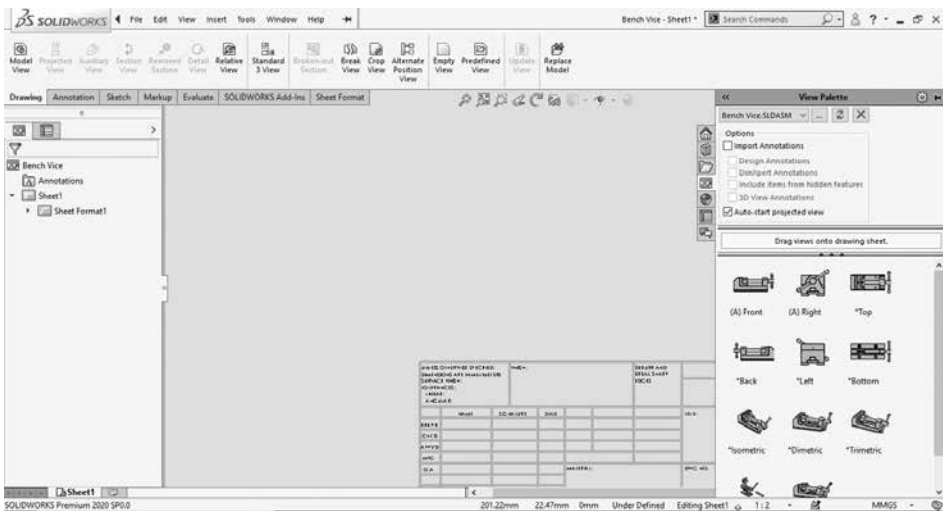 SOLIDWORKS File Edit View Insert Tools Window Help Bench Vice - Sheet1 * Search Commands
Model View Projected View Auxiliary View Section View Removed Section Detail View Relative View Standard 3 View Broken-out Section Break View Crop View Alternate Position View Empty View Predefined View Update View Replace Model
Drawing Annotation Sketch Markup Evaluate SOLIDWORKS Add-Ins Sheet Format
View Palette
Bench Vice.SLDASM
Options
Import Annotations
Design Annotations
DimXpert Annotations
Include items from hidden features
3D View Annotations
Auto-start projected view
Drag views onto drawing sheet.
Bench Vice
Annotations
Sheet1
Sheet Format1
(A) Front (A) Right *Top
*Back *Left *Bottom
*Isometric *Dimetric *Trimetric
NAME DATE
Sheet1
SOLIDWORKS Premium 2020 SP0.0 201.22mm 22.47mm 0mm Under Defined Editing Sheet1 1:2 MMGS